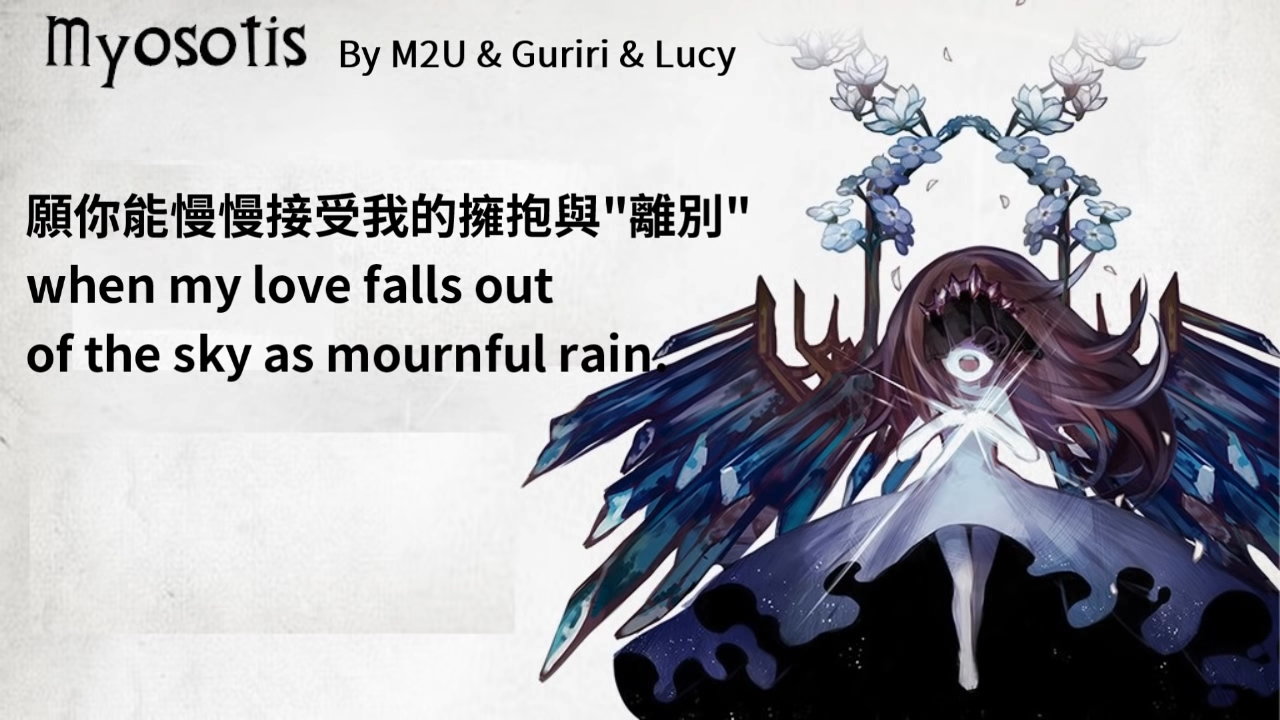 Myosotis By M2U & Guriri & Lucy
願你能慢慢接受我的擁抱與"離別"
when my love falls out
of the sky as mournful rain.